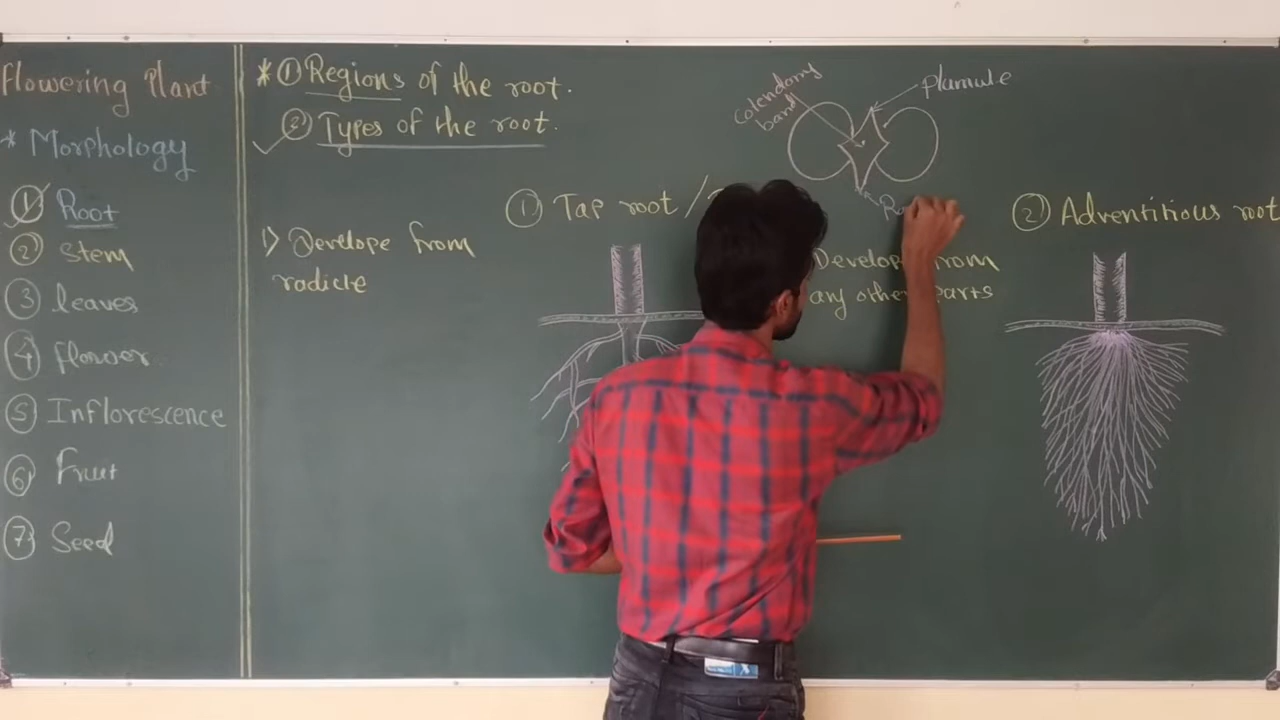 Flowering Plant
* Morphology
① Root
② Stem
③ leaves
④ flower
⑤ Inflorescence
⑥ Fruit
⑦ Seed
* ① Regions of the root.
② Types of the root.
1) Develope from
radicle
① Tap root /
Colendomy
band
Plumule
Develope from
any other parts
② Adventitious root